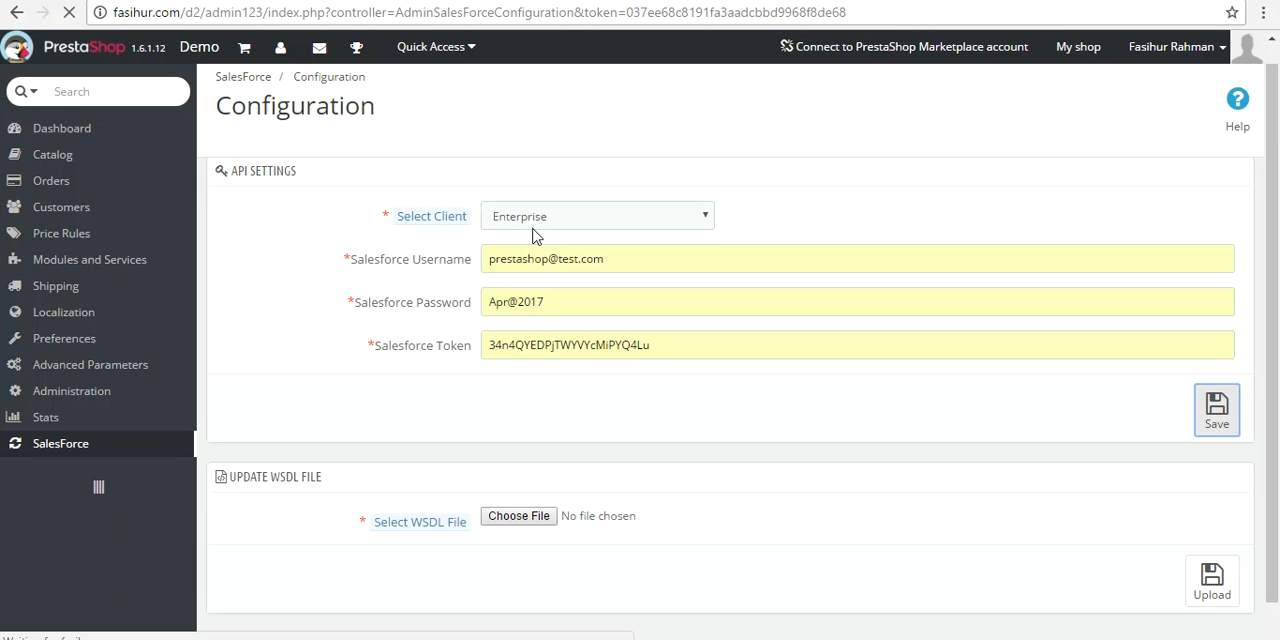 fasihur.com/d2/admin123/index.php?controller=AdminSalesForceConfiguration&token=037ee68c8191fa3aadcbbd9968f8de68
PrestaShop 1.6.1.12 Demo Quick Access Connect to PrestaShop Marketplace account My shop Fasihur Rahman
Search
Dashboard
Catalog
Orders
Customers
Price Rules
Modules and Services
Shipping
Localization
Preferences
Advanced Parameters
Administration
Stats
SalesForce
SalesForce / Configuration
Configuration
Help
API SETTINGS
* Select Client Enterprise
*Salesforce Username prestashop@test.com
*Salesforce Password Apr@2017
*Salesforce Token 34n4QYEDPjTWYVYcMiPYQ4Lu
Save
UPDATE WSDL FILE
* Select WSDL File Choose File No file chosen
Upload